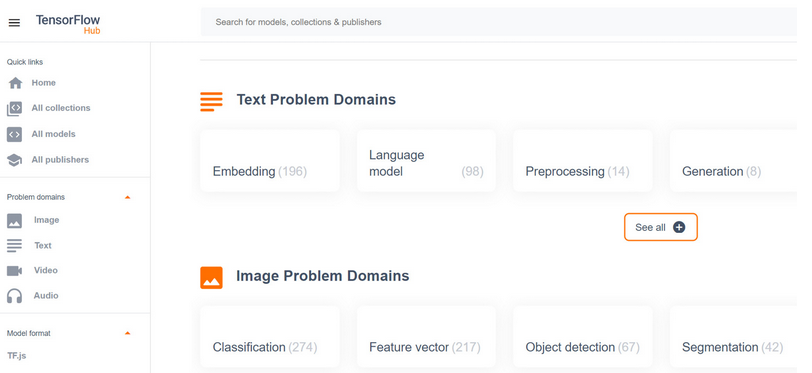 TensorFlow
Hub
Search for models, collections & publishers
Quick links
Home
All collections
All models
All publishers
Problem domains
Image
Text
Video
Audio
Model format
TF.js
Text Problem Domains
Embedding (196)
Language
model (98)
Preprocessing (14)
Generation (8)
See all
Image Problem Domains
Classification (274)
Feature vector (217)
Object detection (67)
Segmentation (42)